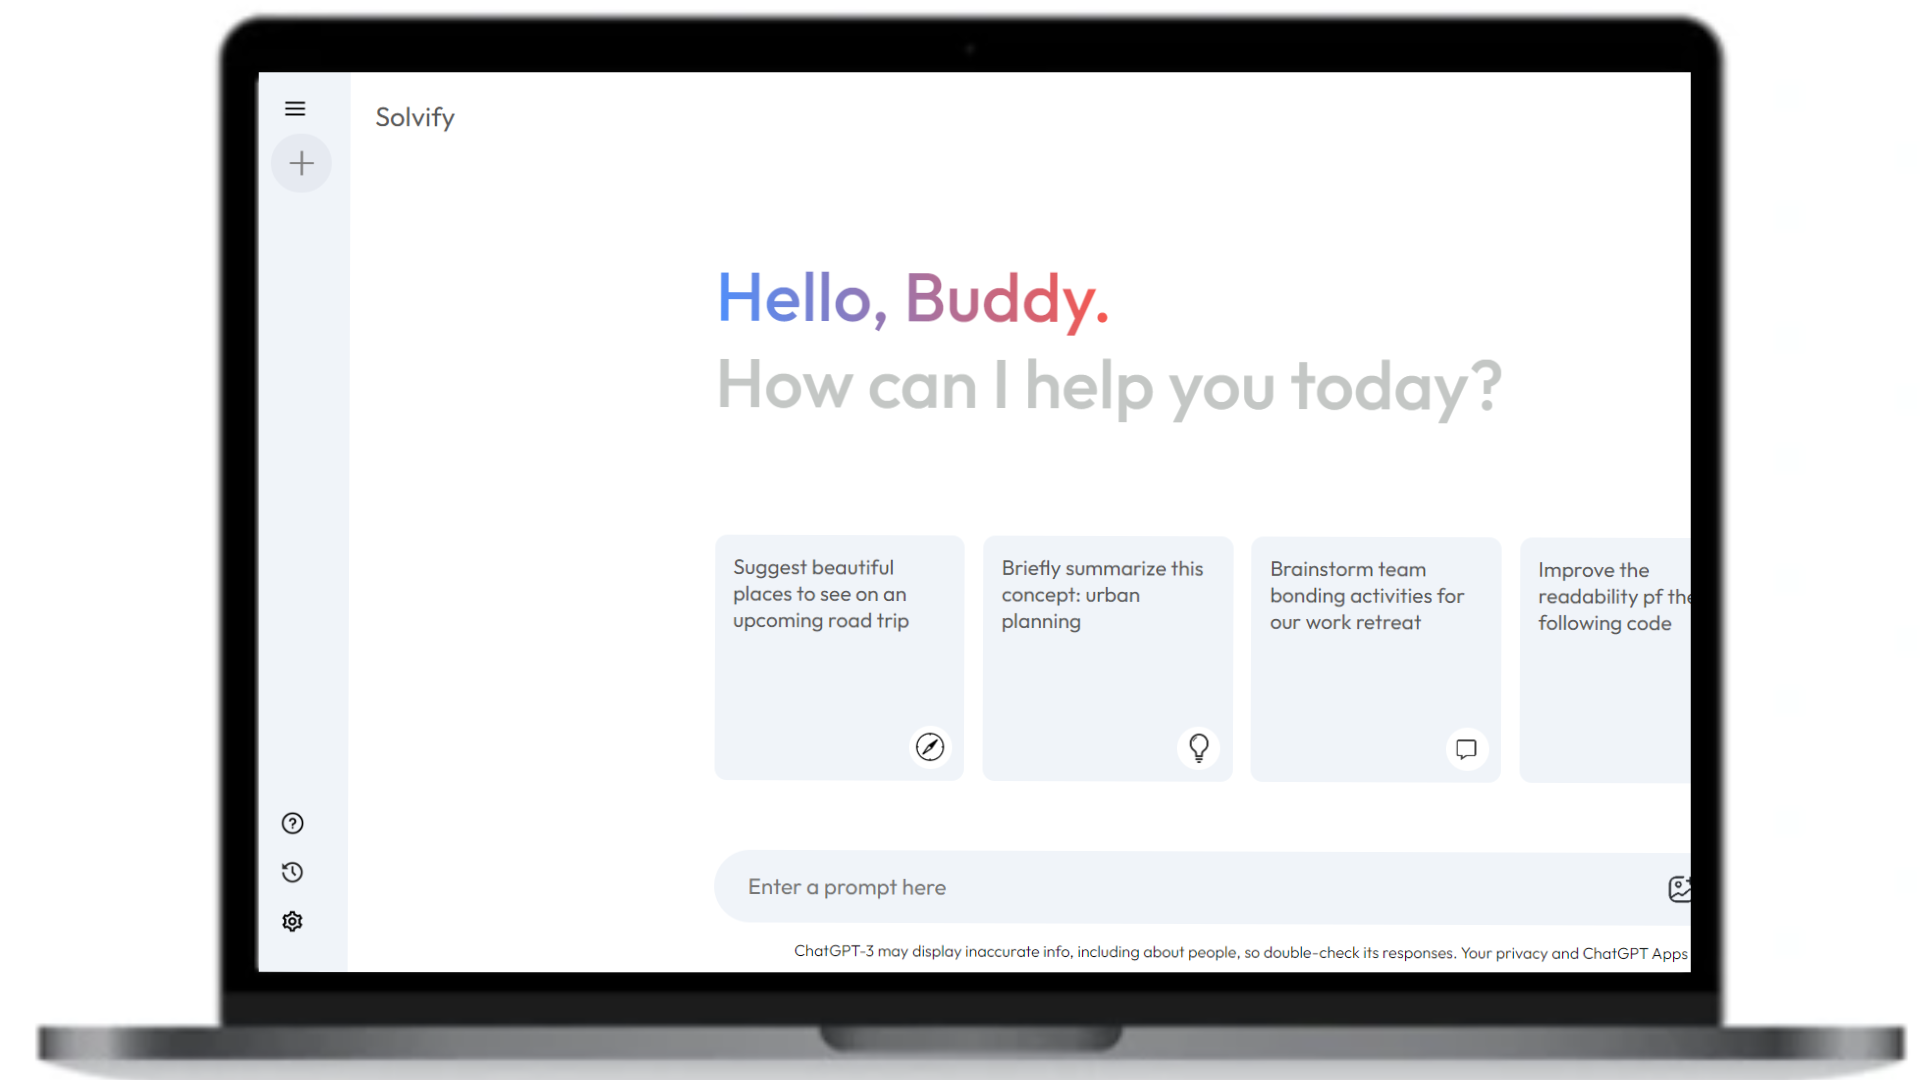 Solvify
Hello, Buddy.
How can I help you today?
Suggest beautiful
places to see on an
upcoming road trip
Briefly summarize this
concept: urban
planning
Brainstorm team
bonding activities for
our work retreat
Improve the
readability pf the
following code
Enter a prompt here
ChatGPT-3 may display inaccurate info, including about people, so double-check its responses. Your privacy and ChatGPT Apps